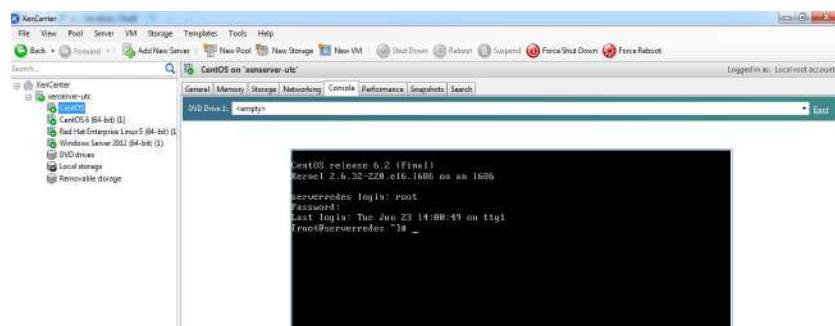 XenCenter
File View Pool Server VM Storage Templates Tools Help
Back Forward Add New Server New Pool New Storage New VM Shut Down Reboot Suspend Force Shut Down Force Reboot
Search...
CentOS on 'xenserver-utc'
Logged in as: Local root account
XenCenter
xenserver-utc
CentOS
CentOS 6 (64-bit) (1)
Red Hat Enterprise Linux 5 (64-bit) (1
Windows Server 2012 (64-bit) (1)
DVD drives
Local storage
Removable storage
General Memory Storage Networking Console Performance Snapshots Search
DVD Drive 1: <empty>
Eject
CentOS release 6.2 (Final)
Kernel 2.6.32-220.el6.i686 on an i686
serverredes login: root
Password:
Last login: Tue Jun 23 14:00:49 on tty1
[root@serverredes ~]# _